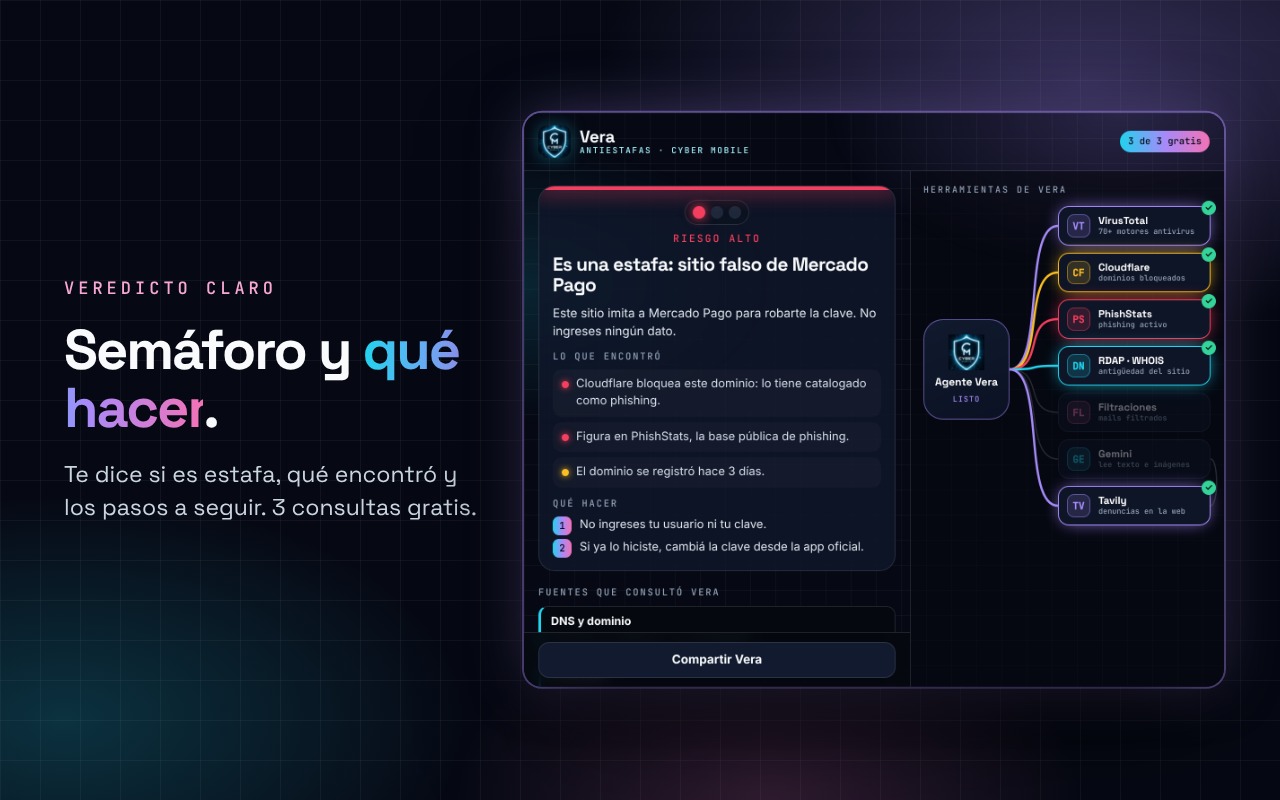 VEREDICTO CLARO
Semáforo y qué
hacer.
Te dice si es estafa, qué encontró y
los pasos a seguir. 3 consultas gratis.
CM
CYBER
Vera
ANTIESTAFAS · CYBER MOBILE
3 de 3 gratis
RIESGO ALTO
Es una estafa: sitio falso de Mercado
Pago
Este sitio imita a Mercado Pago para robarte la clave. No
ingreses ningún dato.
LO QUE ENCONTRÓ
Cloudflare bloquea este dominio: lo tiene catalogado
como phishing.
Figura en PhishStats, la base pública de phishing.
El dominio se registró hace 3 días.
QUÉ HACER
1 No ingreses tu usuario ni tu clave.
2 Si ya lo hiciste, cambiá la clave desde la app oficial.
FUENTES QUE CONSULTÓ VERA
DNS y dominio
Compartir Vera
HERRAMIENTAS DE VERA
CM
CYBER
Agente Vera
LISTO
VT VirusTotal
70+ motores antivirus
CF Cloudflare
dominios bloqueados
PS PhishStats
phishing activo
DN RDAP · WHOIS
antigüedad del sitio
FL Filtraciones
mails filtrados
GE Gemini
lee texto e imágenes
TV Tavily
denuncias en la web